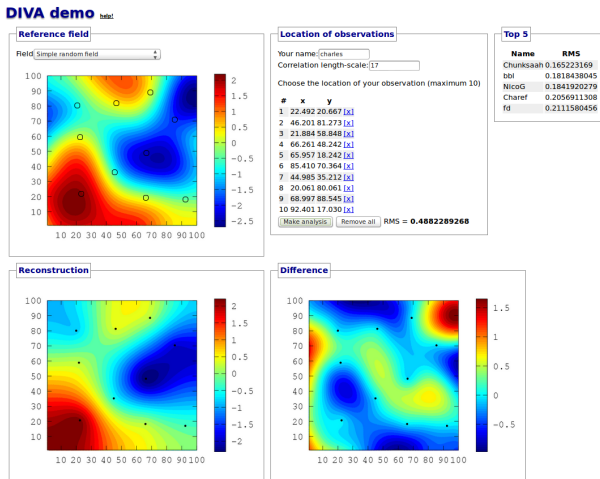 DIVA demo help!
Reference field
Field Simple random field
100
90
80
70
60
50
40
30
20
10
10 20 30 40 50 60 70 80 90 100
2
1.5
1
0.5
0
-0.5
-1
-1.5
-2
-2.5
Location of observations
Your name: charles
Correlation length-scale: 17
Choose the location of your observation (maximum 10)
# x y
1 22.492 20.667 [x]
2 46.201 81.273 [x]
3 21.884 58.848 [x]
4 66.261 48.242 [x]
5 65.957 18.242 [x]
6 85.410 70.364 [x]
7 44.985 35.212 [x]
8 20.061 80.061 [x]
9 68.997 88.545 [x]
10 92.401 17.030 [x]
Make analysis Remove all RMS = 0.4882289268
Top 5
Name RMS
Chunksaah 0.165223169
bbl 0.1818438045
NicoG 0.1841920279
Charef 0.2056911308
fd 0.2111580456
Reconstruction
100
90
80
70
60
50
40
30
20
10
10 20 30 40 50 60 70 80 90 100
2
1.5
1
0.5
0
-0.5
-1
-1.5
-2
Difference
100
90
80
70
60
50
40
30
20
10
10 20 30 40 50 60 70 80 90 100
1.5
1
0.5
0
-0.5